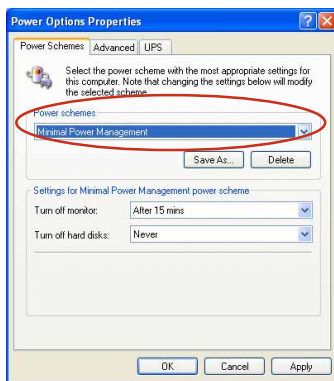 Power Options Properties
Power Schemes Advanced UPS
Select the power scheme with the most appropriate settings for
this computer. Note that changing the settings below will modify
the selected scheme.
Power schemes
Minimal Power Management
Save As... Delete
Settings for Minimal Power Management power scheme
Turn off monitor: After 15 mins
Turn off hard disks: Never
OK Cancel Apply